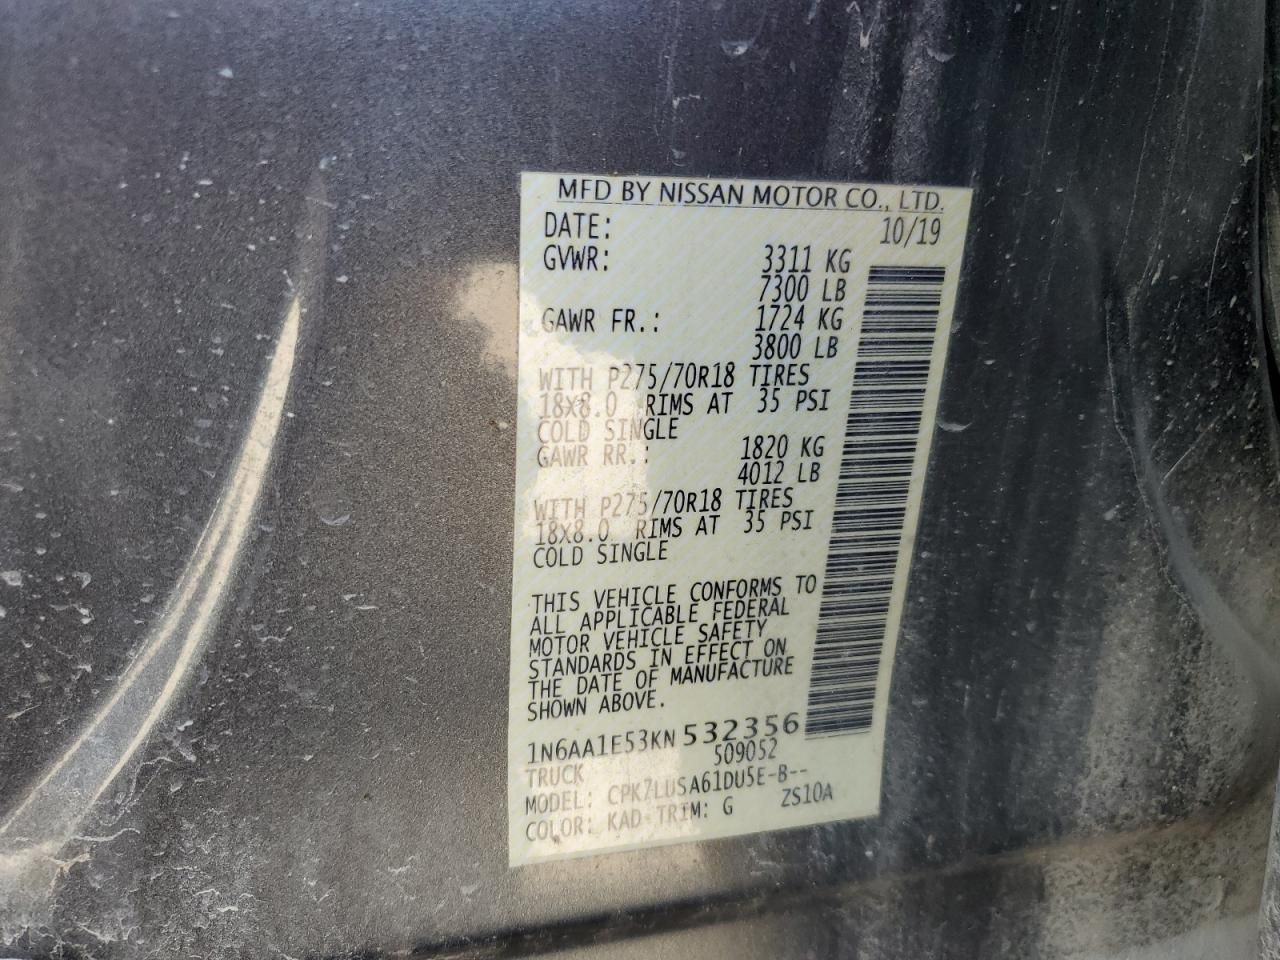 MFD BY NISSAN MOTOR CO., LTD.
DATE: 10/19
GVWR: 3311 KG
7300 LB
GAWR FR.: 1724 KG
3800 LB
WITH P275/70R18 TIRES
18X8.0 RIMS AT 35 PSI
COLD SINGLE
GAWR RR.: 1820 KG
4012 LB
WITH P275/70R18 TIRES
18X8.0 RIMS AT 35 PSI
COLD SINGLE
THIS VEHICLE CONFORMS TO
ALL APPLICABLE FEDERAL
MOTOR VEHICLE SAFETY
STANDARDS IN EFFECT ON
THE DATE OF MANUFACTURE
SHOWN ABOVE.
1N6AA1E53KN532356
TRUCK 509052
MODEL: CPK7LUSA61DU5E-B--
COLOR: KAD TRIM: G ZS10A